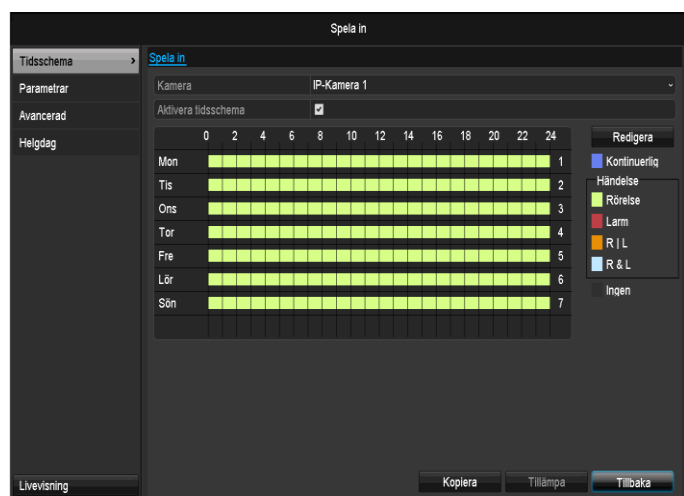 Spela in
Tidsschema >
Parametrar
Avancerad
Helgdag
Livevisning
Spela in
Kamera IP-Kamera 1
Aktivera tidsschema
0 2 4 6 8 10 12 14 16 18 20 22 24
Mon 1
Tis 2
Ons 3
Tor 4
Fre 5
Lör 6
Sön 7
Redigera
Kontinuerlig
Händelse
Rörelse
Larm
R | L
R & L
Ingen
Kopiera Tillämpa Tillbaka